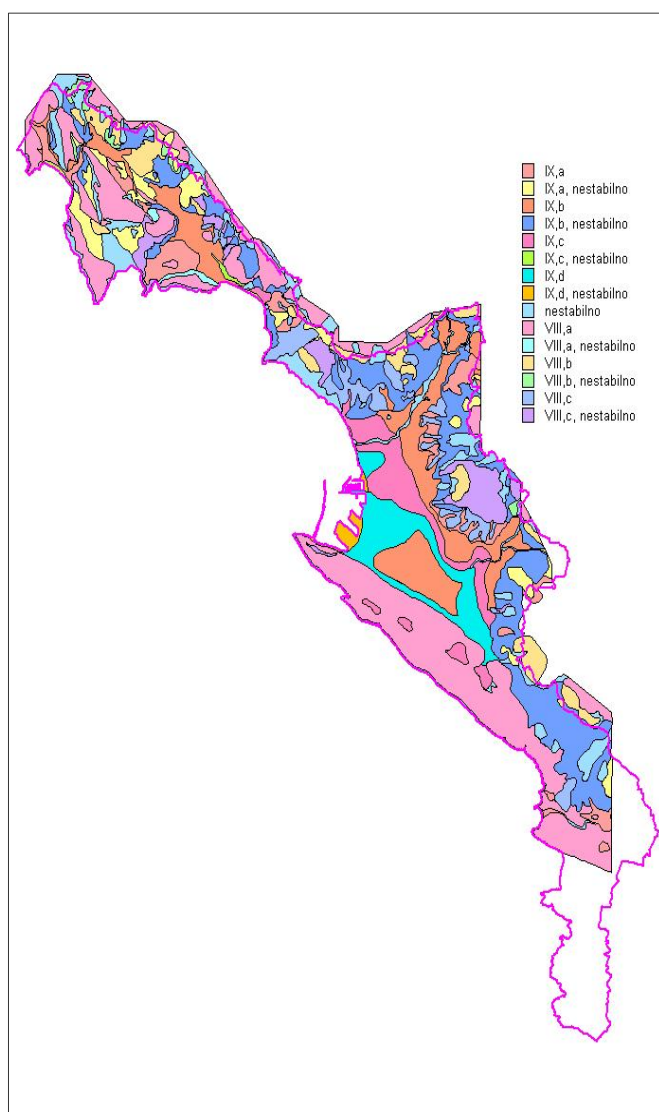 IX,a
IX,a, nestabilno
IX,b
IX,b, nestabilno
IX,c
IX,c, nestabilno
IX,d
IX,d, nestabilno
nestabilno
VIII,a
VIII,a, nestabilno
VIII,b
VIII,b, nestabilno
VIII,c
VIII,c, nestabilno